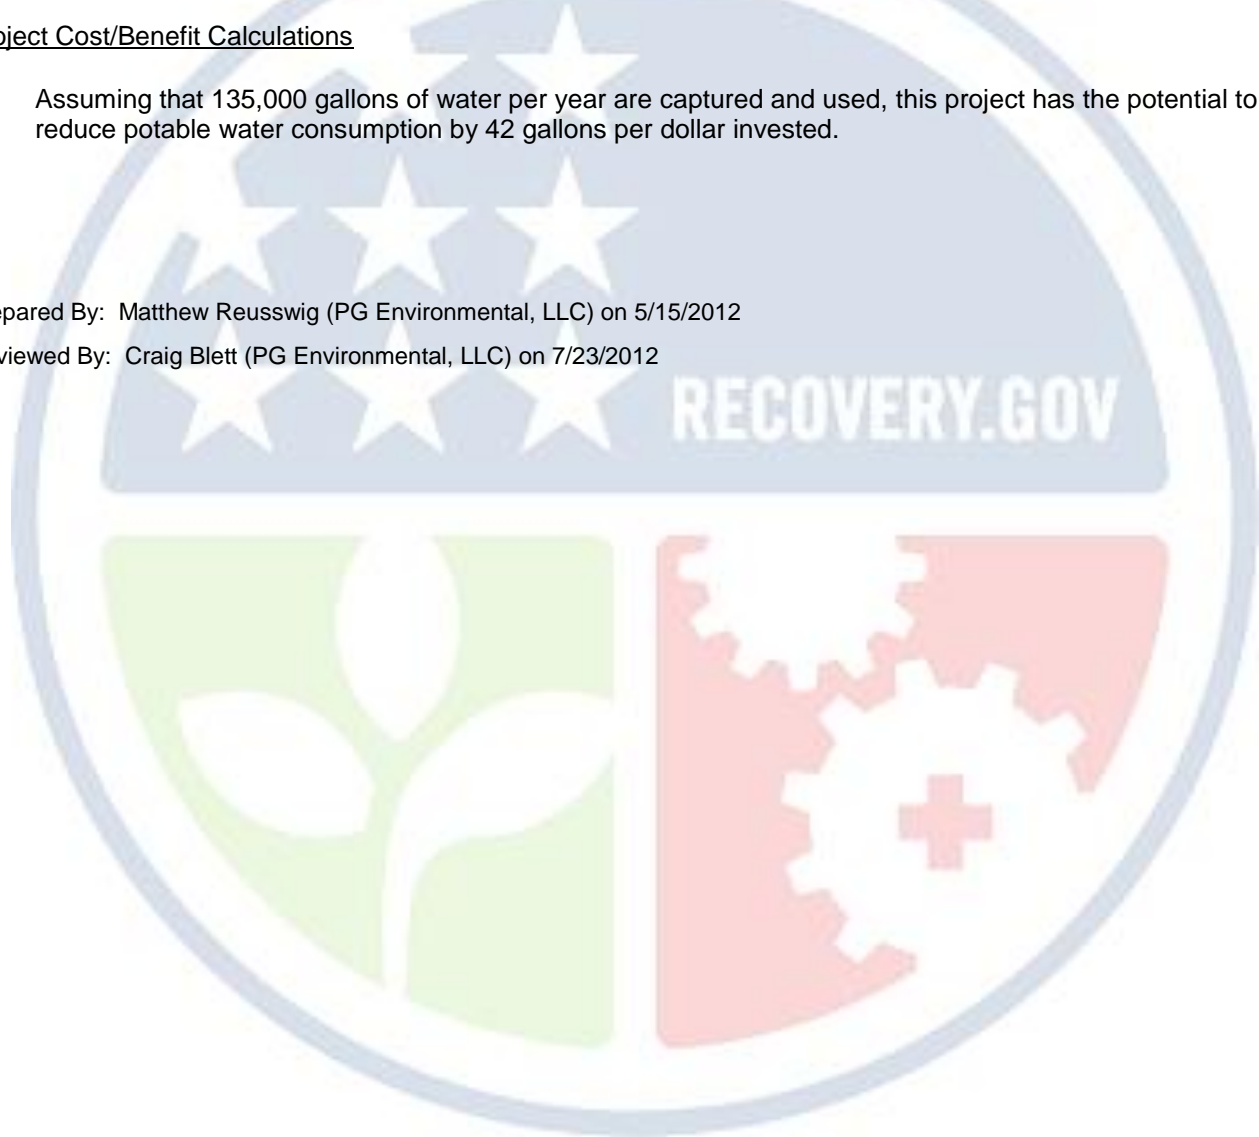 oject Cost/Benefit Calculations
Assuming that 135,000 gallons of water per year are captured and used, this project has the potential to
reduce potable water consumption by 42 gallons per dollar invested.
epared By: Matthew Reusswig (PG Environmental, LLC) on 5/15/2012
viewed By: Craig Blett (PG Environmental, LLC) on 7/23/2012
RECOVERY.GOV